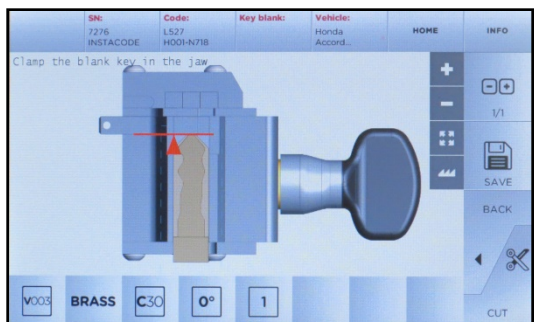 SN: Code: Key blank: Vehicle: HOME INFO
7276 L527 Honda
INSTACODE H001-N718 Accord...
Clamp the blank key in the jaw
1/1
SAVE
BACK
V003 BRASS C30 0° 1
CUT